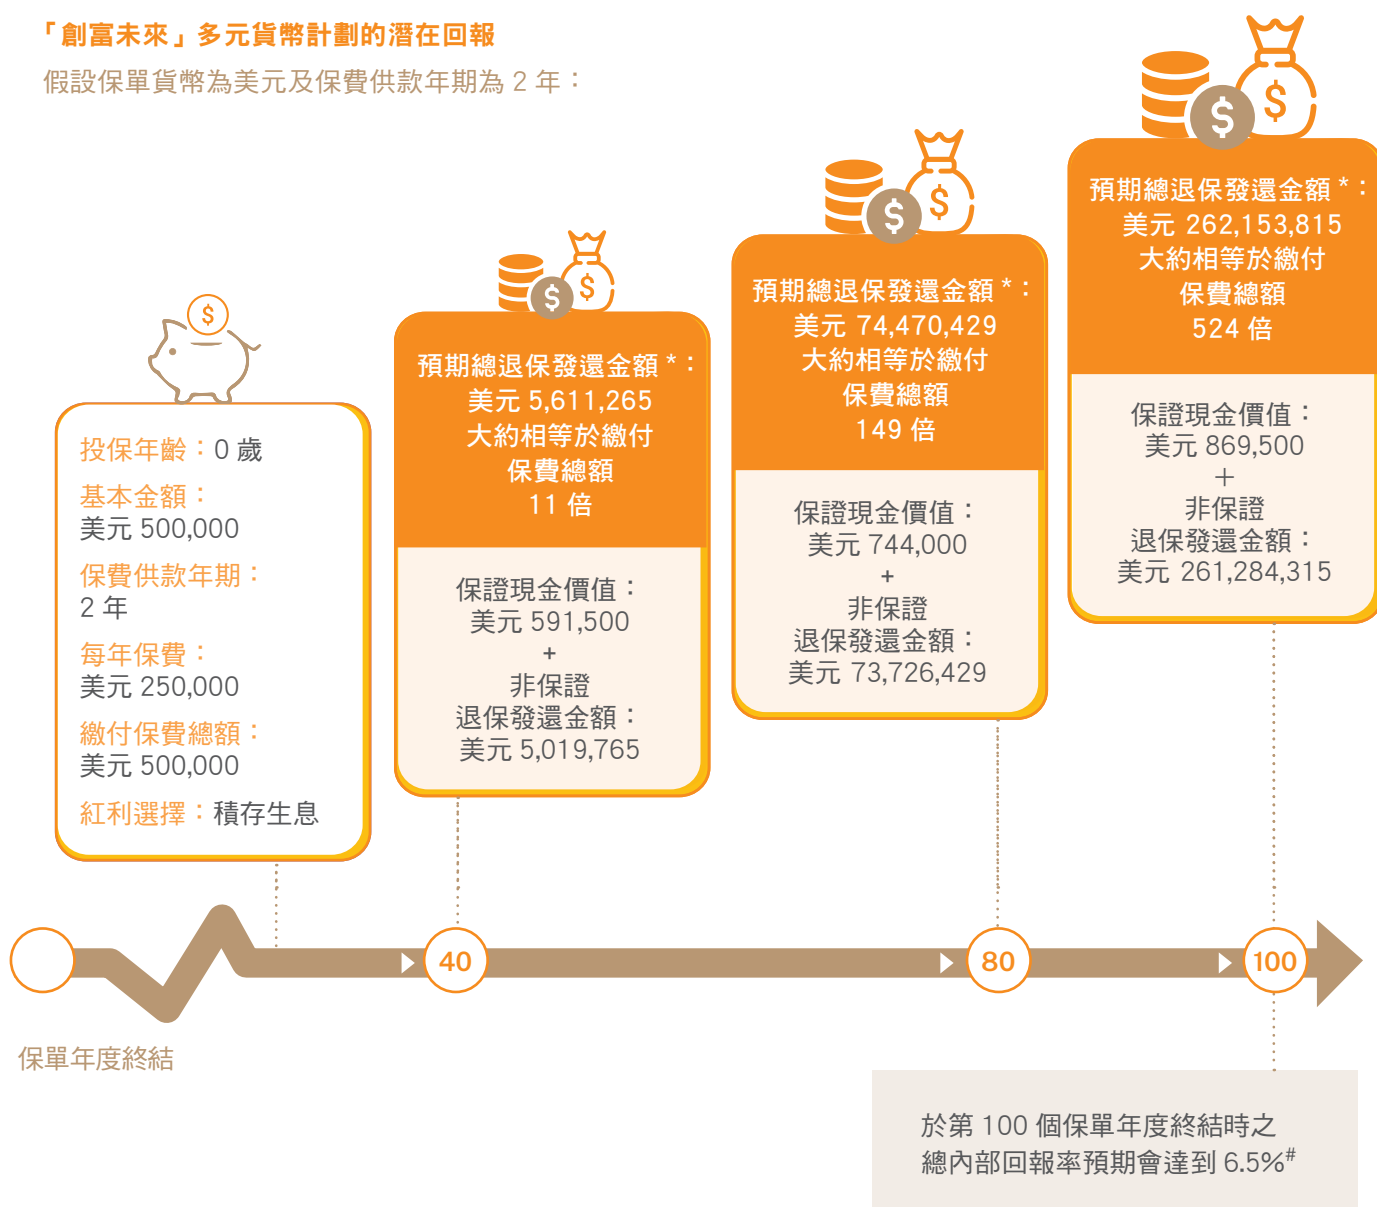 「創富未來」多元貨幣計劃的潛在回報
假設保單貨幣為美元及保費供款年期為 2 年：
$
投保年齡：0 歲
基本金額：
美元 500,000
保費供款年期：
2 年
每年保費：
美元 250,000
繳付保費總額：
美元 500,000
紅利選擇：積存生息
$
$
預期總退保發還金額 *：
美元 5,611,265
大約相等於繳付
保費總額
11 倍
保證現金價值：
美元 591,500
+
非保證
退保發還金額：
美元 5,019,765
$
$
預期總退保發還金額 *：
美元 74,470,429
大約相等於繳付
保費總額
149 倍
保證現金價值：
美元 744,000
+
非保證
退保發還金額：
美元 73,726,429
$
$
預期總退保發還金額 *：
美元 262,153,815
大約相等於繳付
保費總額
524 倍
保證現金價值：
美元 869,500
＋
非保證
退保發還金額：
美元 261,284,315
40
80
100
保單年度終結
於第 100 個保單年度終結時之
總內部回報率預期會達到 6.5%#